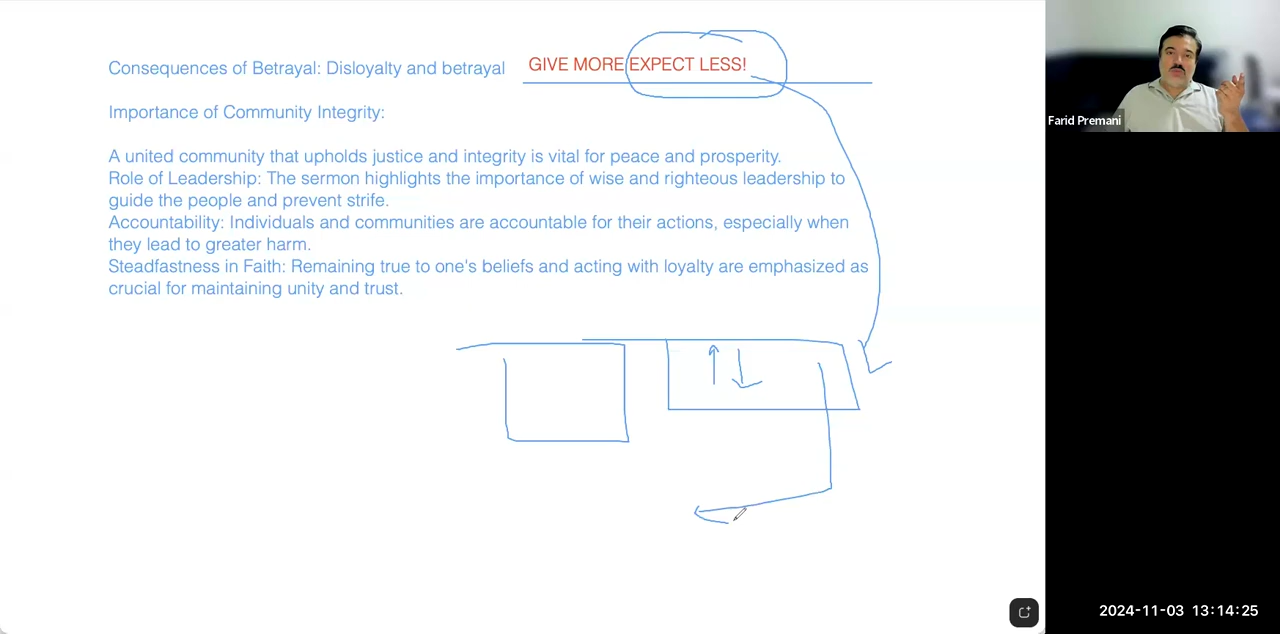 Consequences of Betrayal: Disloyalty and betrayal GIVE MORE EXPECT LESS!
Importance of Community Integrity:
A united community that upholds justice and integrity is vital for peace and prosperity.
Role of Leadership: The sermon highlights the importance of wise and righteous leadership to
guide the people and prevent strife.
Accountability: Individuals and communities are accountable for their actions, especially when
they lead to greater harm.
Steadfastness in Faith: Remaining true to one's beliefs and acting with loyalty are emphasized as
crucial for maintaining unity and trust.
Farid Premani
2024-11-03 13:14:25